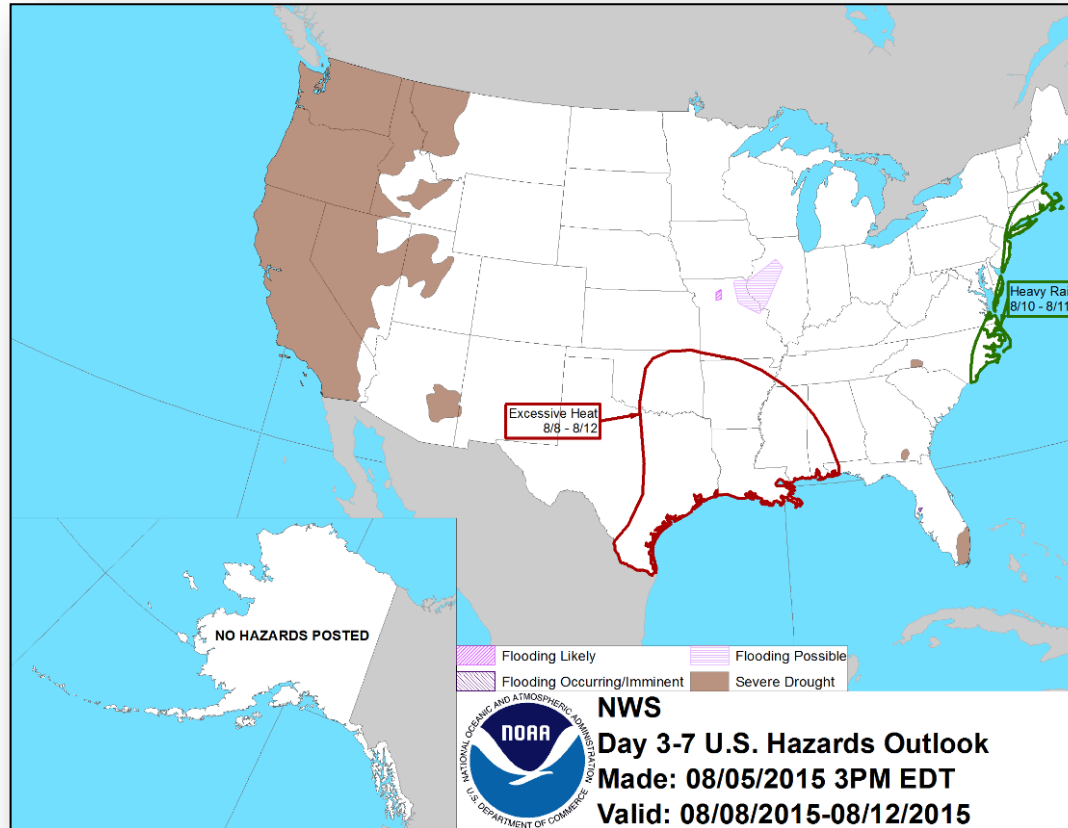 Heavy Rai
8/10 - 8/11
Excessive Heat
8/8 - 8/12
NO HAZARDS POSTED
Flooding Likely
Flooding Possible
Flooding Occurring/Imminent
Severe Drought
NATIONAL OCEANIC AND ATMOSPHERIC ADMINISTRATION
NOAA
U.S. DEPARTMENT OF COMMERCE
NWS
Day 3-7 U.S. Hazards Outlook
Made: 08/05/2015 3PM EDT
Valid: 08/08/2015-08/12/2015